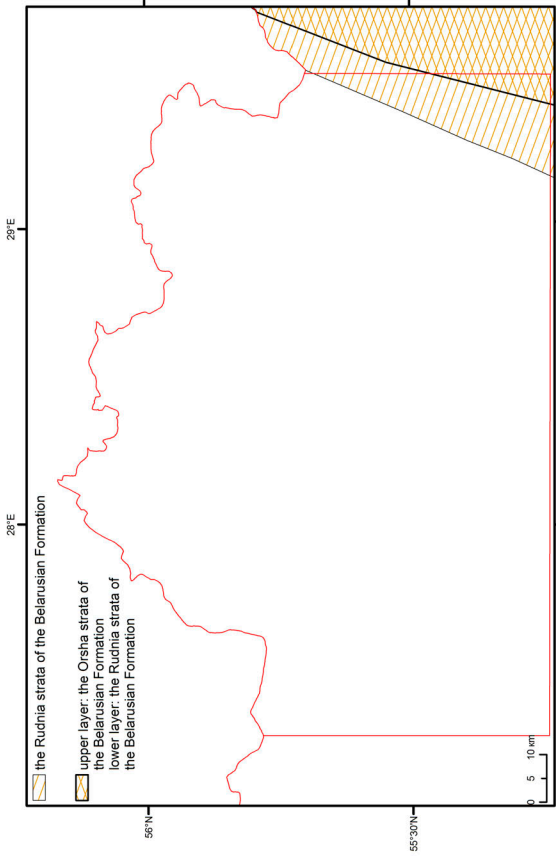 the Rudnia strata of the Belarusian Formation
upper layer: the Orsha strata of
the Belarusian Formation
lower layer: the Rudnia strata of
the Belarusian Formation
28°E
29°E
56°N
55°30'N
0 5 10 km